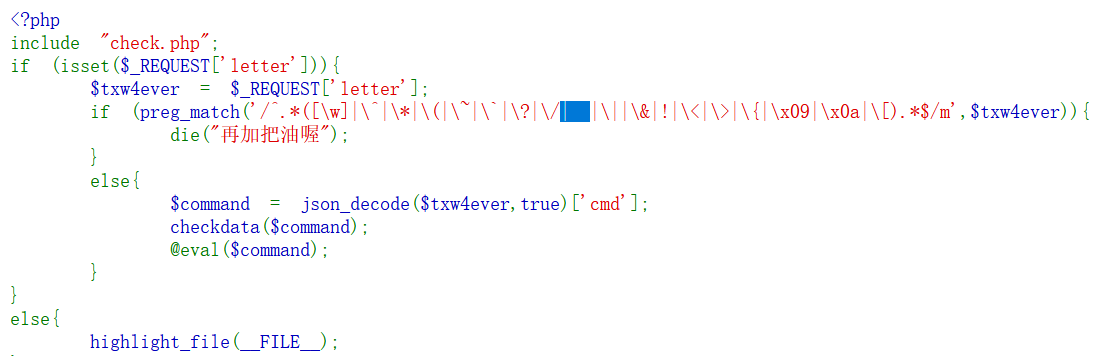 <?php
include "check.php";
if (isset($_REQUEST['letter'])){
$txw4ever = $_REQUEST['letter'];
if (preg_match('/^.*([\w]|\^|\*|\(|\~|\`|\?|\/| |\||\&|!|\<|\>|\{|\x09|\x0a|\[).*$/m',$txw4ever)){
die("再加把油喔");
}
else{
$command = json_decode($txw4ever,true)['cmd'];
checkdata($command);
@eval($command);
}
}
else{
highlight_file(__FILE__);